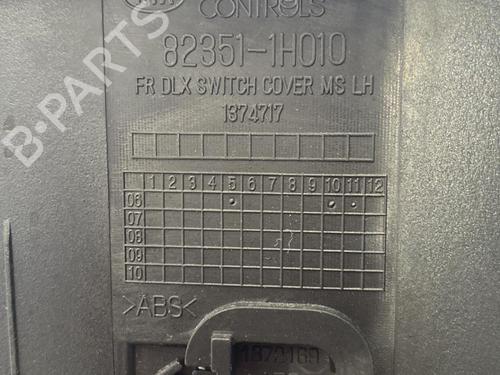 KIA
CONTROLS
82351-1H010
FR DLX SWITCH COVER MS LH
1374717
1 2 3 4 5 6 7 8 9 10 11 12
06
07
08
09
10
>ABS<
B-PARTS